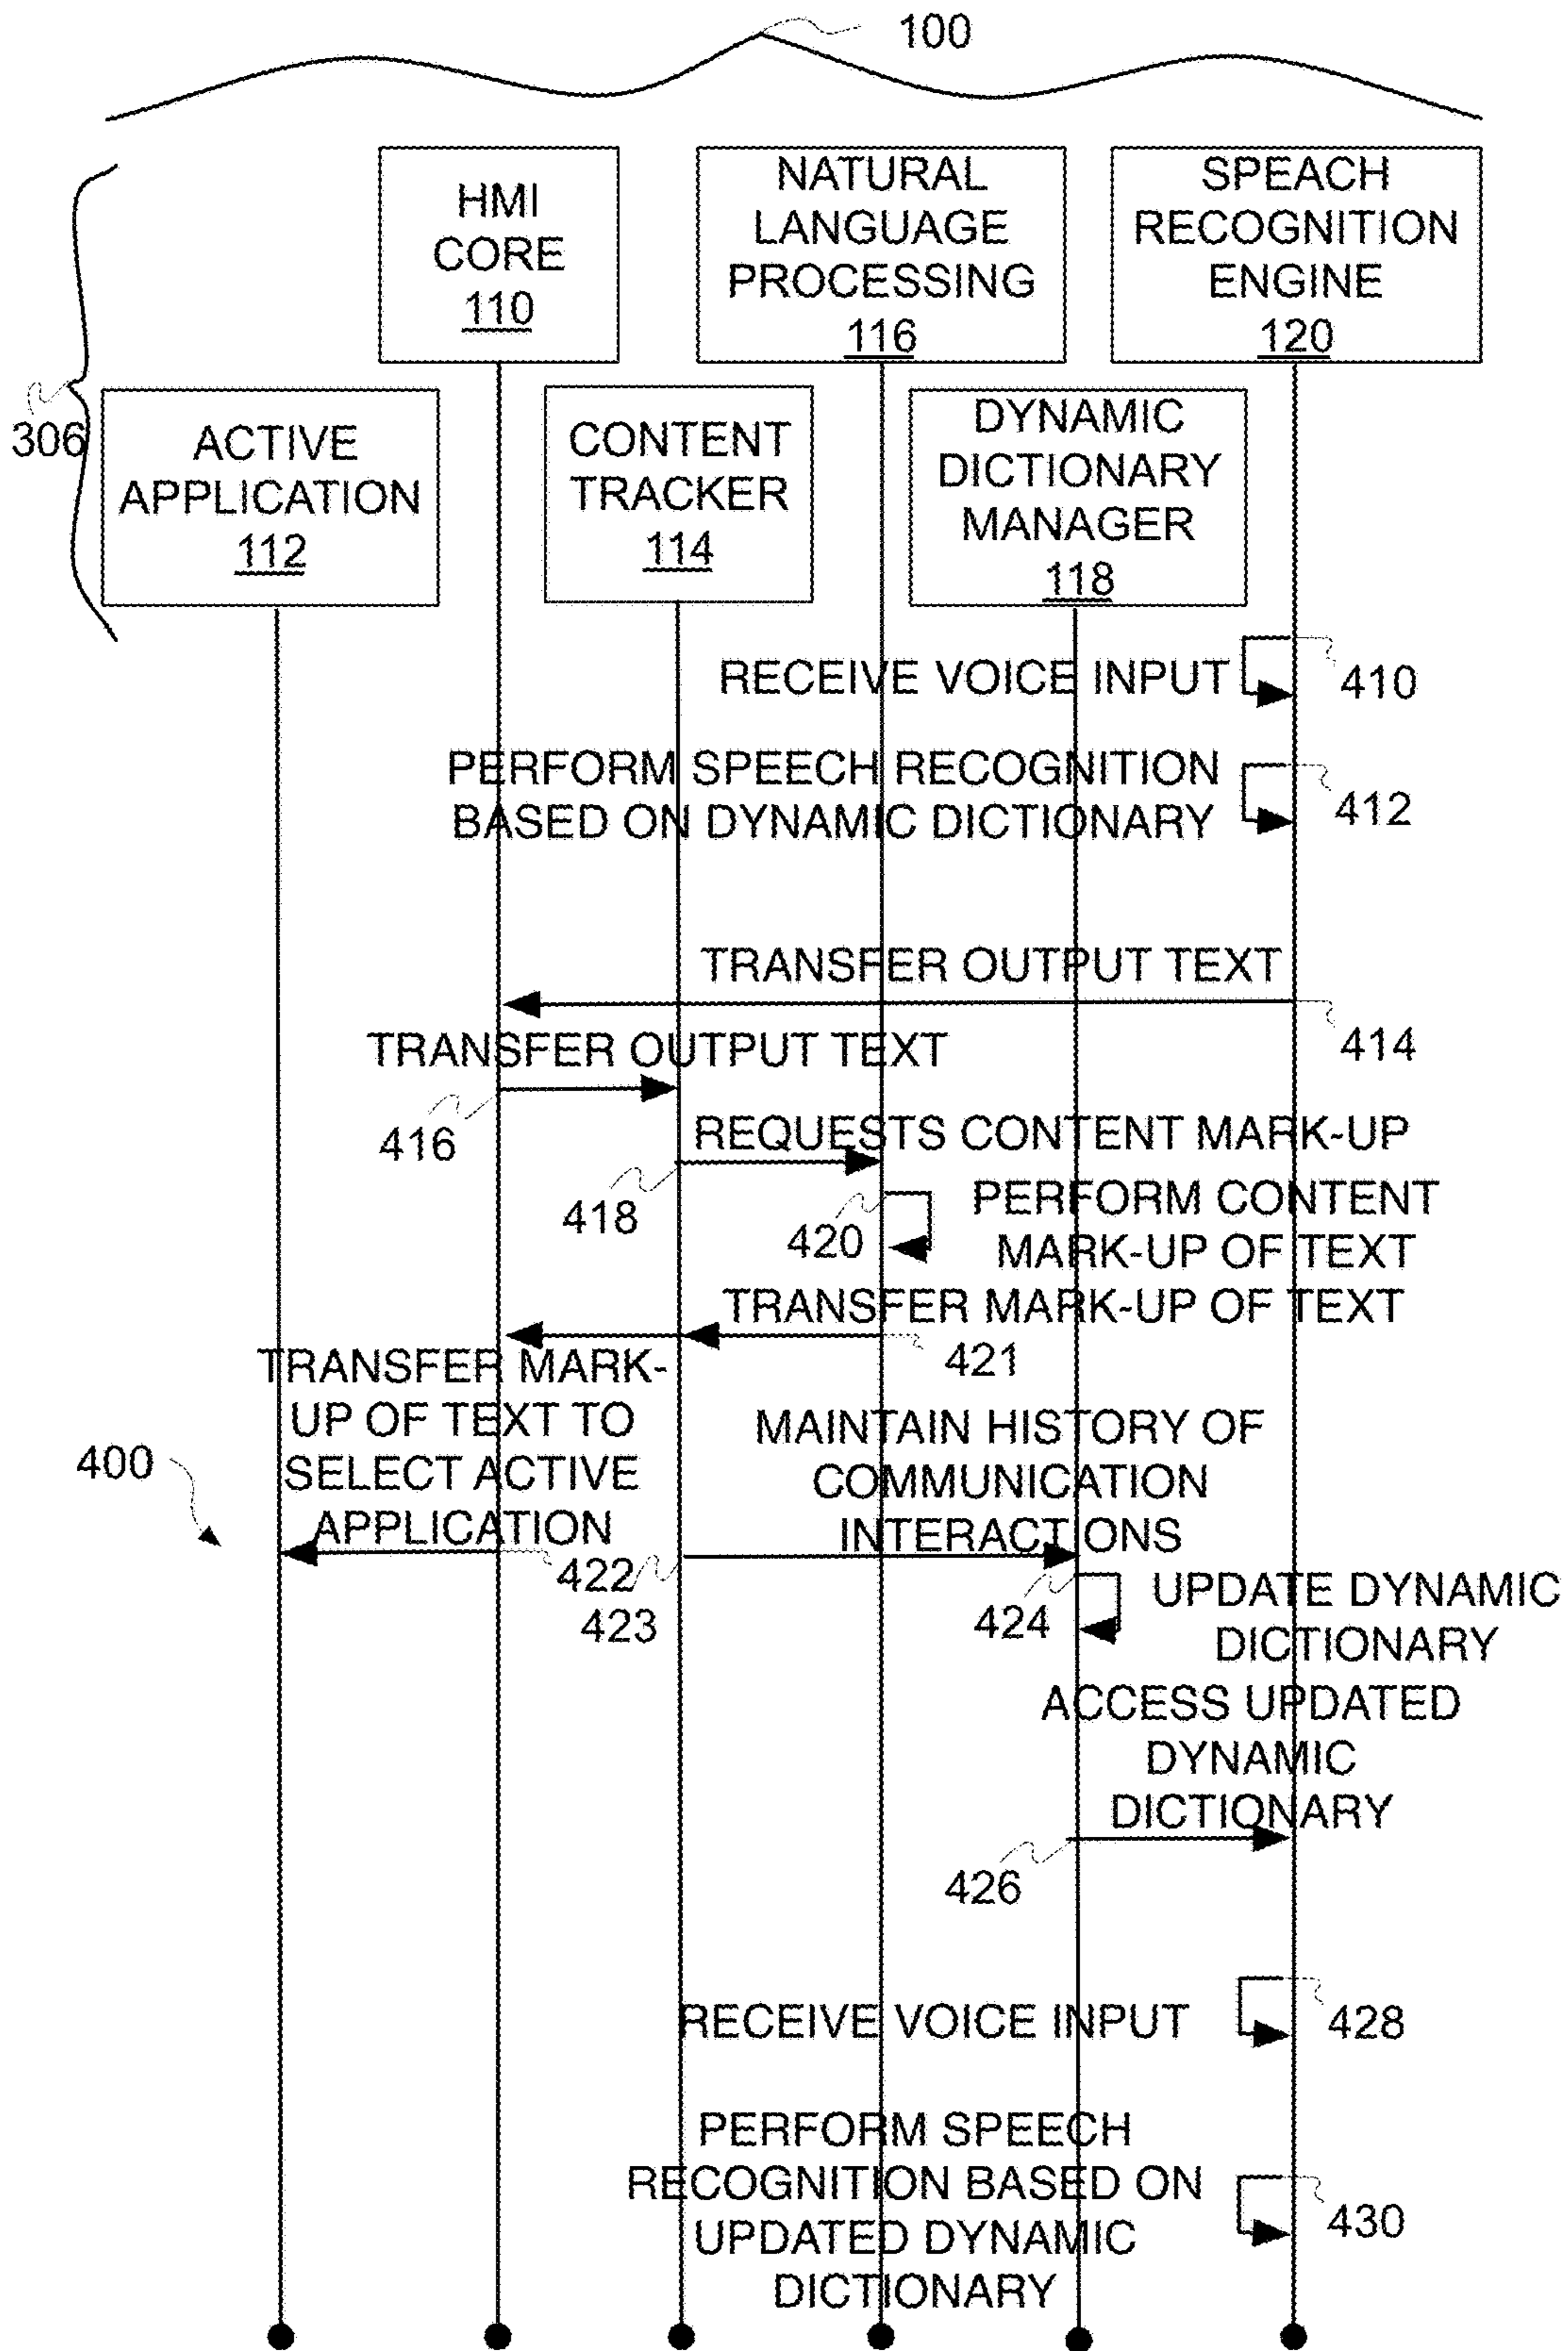 100
HMI
CORE
110
NATURAL
LANGUAGE
PROCESSING
116
SPEACH
RECOGNITION
ENGINE
120
306
ACTIVE
APPLICATION
112
CONTENT
TRACKER
114
DYNAMIC
DICTIONARY
MANAGER
118
RECEIVE VOICE INPUT
410
PERFORM SPEECH RECOGNITION
BASED ON DYNAMIC DICTIONARY
412
TRANSFER OUTPUT TEXT
414
TRANSFER OUTPUT TEXT
416
REQUESTS CONTENT MARK-UP
418
PERFORM CONTENT
MARK-UP OF TEXT
420
TRANSFER MARK-UP OF TEXT
421
TRANSFER MARK-
UP OF TEXT TO
SELECT ACTIVE
APPLICATION
422
400
MAINTAIN HISTORY OF
COMMUNICATION
INTERACTIONS
423
424
UPDATE DYNAMIC
DICTIONARY
ACCESS UPDATED
DYNAMIC
DICTIONARY
426
RECEIVE VOICE INPUT
428
PERFORM SPEECH
RECOGNITION BASED ON
UPDATED DYNAMIC
DICTIONARY
430